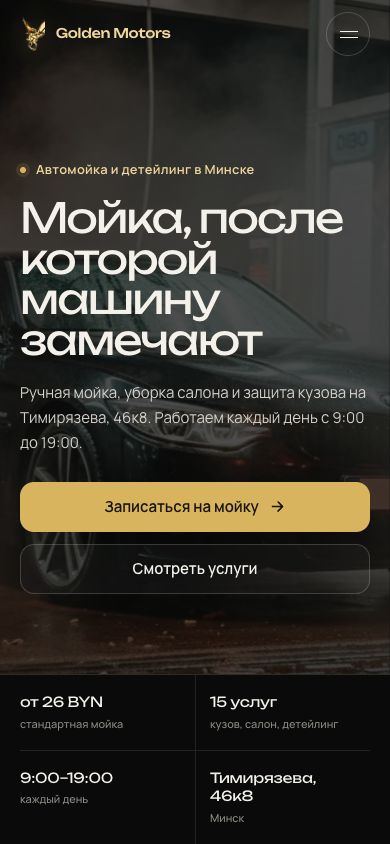 Golden Motors
Автомойка и детейлинг в Минске
Мойка, после
которой
машину
замечают
Ручная мойка, уборка салона и защита кузова на
Тимирязева, 46к8. Работаем каждый день с 9:00
до 19:00.
Записаться на мойку →
Смотреть услуги
от 26 BYN
стандартная мойка
15 услуг
кузов, салон, детейлинг
9:00–19:00
каждый день
Тимирязева,
46к8
Минск